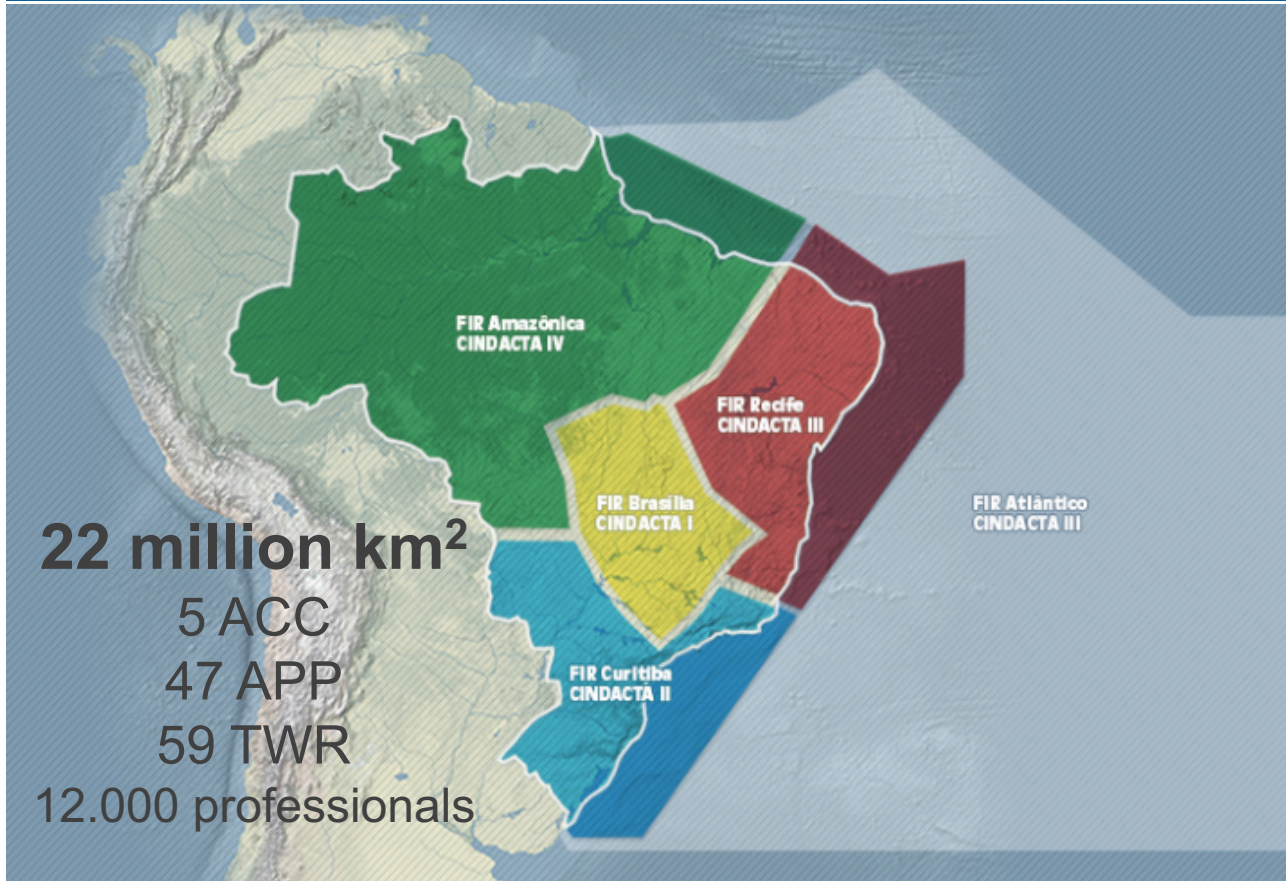 FIR Amazônica
CINDACTA IV
FIR Recife
CINDACTA III
FIR Brasília
CINDACTA I
FIR Atlântico
CINDACTA III
FIR Curitiba
CINDACTA II
22 million km²
5 ACC
47 APP
59 TWR
12.000 professionals